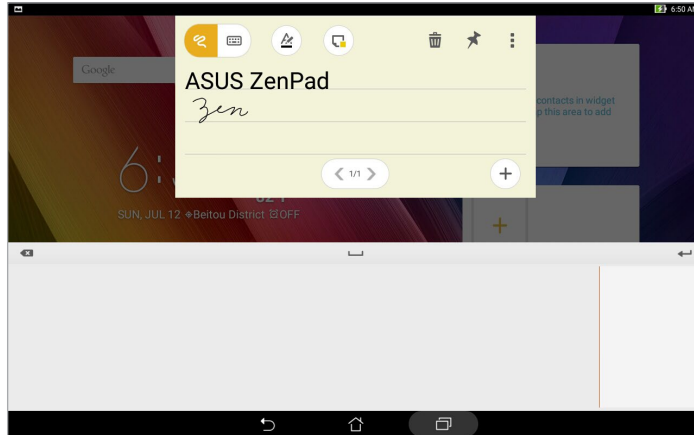 6:50 AM
ASUS ZenPad
Zen
1/1
Google
contacts in widget
p this area to add
6:
SUN, JUL 12 Beitou District OFF